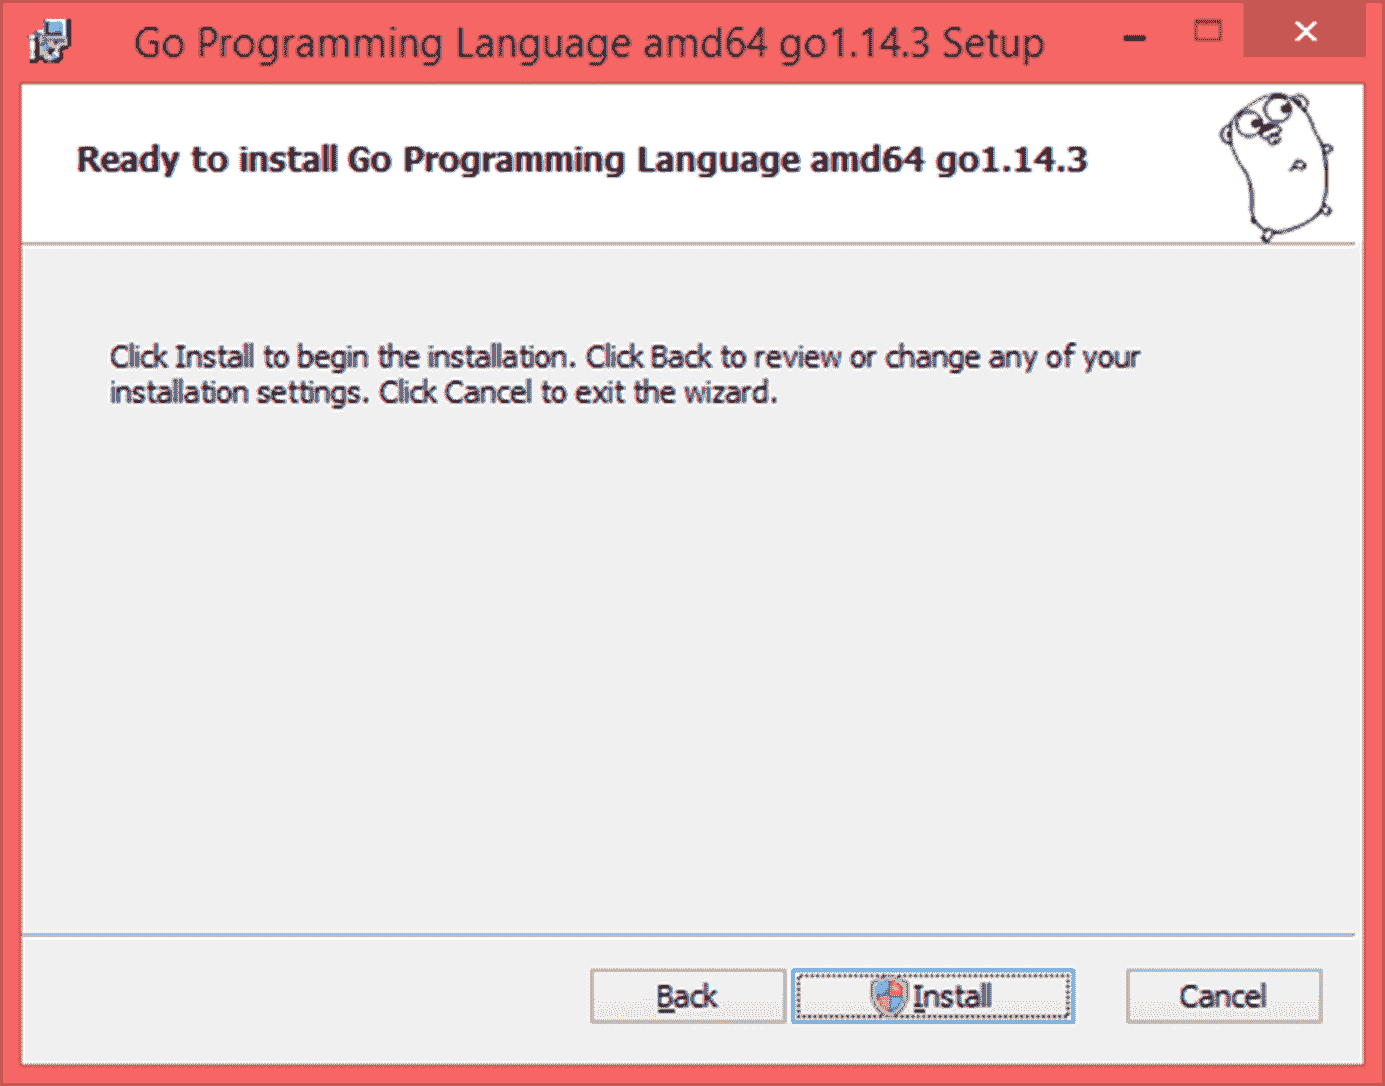 Go Programming Language amd64 go1.14.3 Setup
Ready to install Go Programming Language amd64 go1.14.3
Click Install to begin the installation. Click Back to review or change any of your
installation settings. Click Cancel to exit the wizard.
Back
Install
Cancel